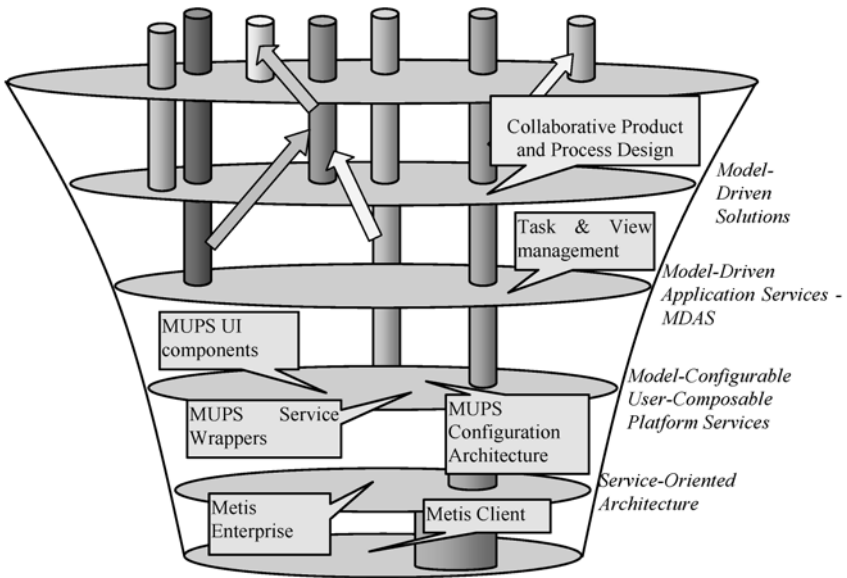 Collaborative Product
and Process Design
Model-
Driven
Solutions
Task & View
management
Model-Driven
Application Services -
MDAS
MUPS UI
components
Model-Configurable
User-Composable
Platform Services
MUPS Service
Wrappers
MUPS
Configuration
Architecture
Service-Oriented
Architecture
Metis
Enterprise
Metis Client